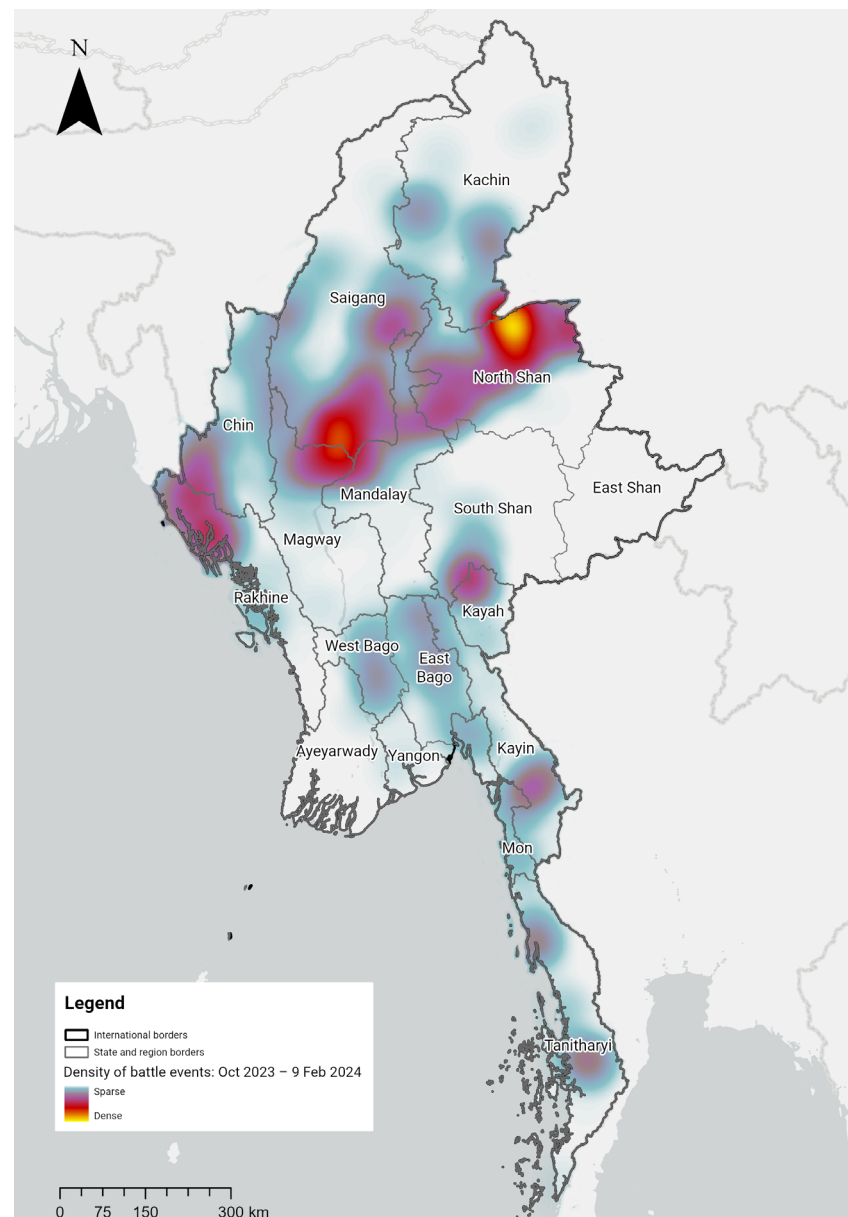 N
Kachin
Saigang
North Shan
Chin
East Shan
Mandalay
South Shan
Magway
Rakhine
Kayah
West Bago
East
Bago
Ayeyarwady
Yangon
Kayin
Mon
Tanitharyi
Legend
International borders
State and region borders
Density of battle events: Oct 2023 – 9 Feb 2024
Sparse
Dense
0 75 150 300 km